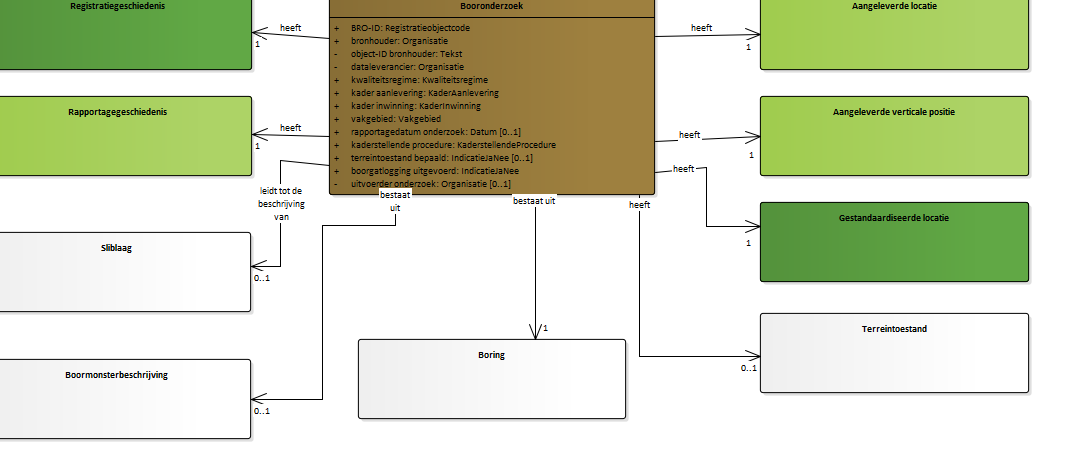 Registratiegeschiedenis
Booronderzoek
Aangeleverde locatie
heeft
1
+ BRO-ID: Registratieobjectcode
+ bronhouder: Organisatie
- object-ID bronhouder: Tekst
- dataleverancier: Organisatie
+ kwaliteitsregime: Kwaliteitsregime
+ kader aanlevering: KaderAanlevering
+ kader inwinning: KaderInwinning
+ vakgebied: Vakgebied
+ rapportagedatum onderzoek: Datum [0..1]
+ kaderstellende procedure: KaderstellendeProcedure
+ terreintoestand bepaald: IndicatieJaNee [0..1]
+ boorgatlogging uitgevoerd: IndicatieJaNee
- uitvoerder onderzoek: Organisatie [0..1]
heeft
1
Rapportagegeschiedenis
heeft
1
Aangeleverde verticale positie
heeft
1
heeft
Gestandaardiseerde locatie
1
leidt tot de
beschrijving
van
bestaat
uit
bestaat uit
heeft
Sliblaag
0..1
Terreintoestand
0..1
1
Boring
Boormonsterbeschrijving
0..1